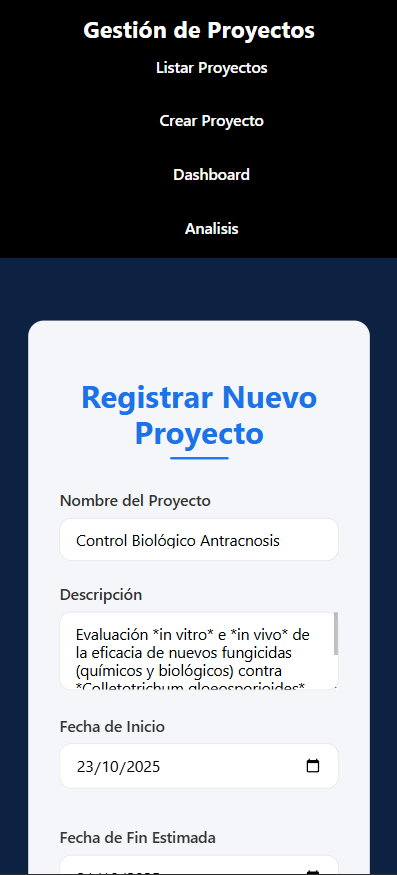 Gestión de Proyectos
Listar Proyectos
Crear Proyecto
Dashboard
Analisis
Registrar Nuevo
Proyecto
Nombre del Proyecto
Control Biológico Antracnosis
Descripción
Evaluación *in vitro* e *in vivo* de
la eficacia de nuevos fungicidas
(químicos y biológicos) contra
*Colletotrichum gloeosporioides*
Fecha de Inicio
23/10/2025
Fecha de Fin Estimada